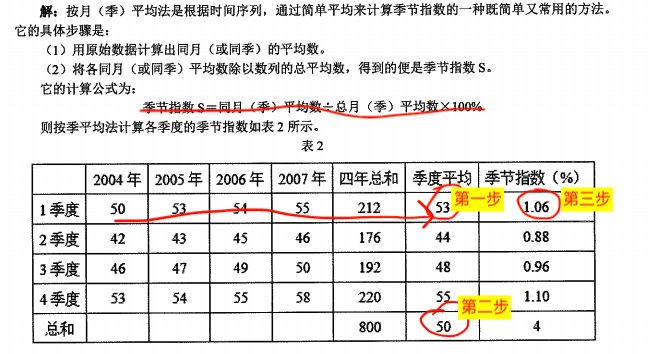 解：按月（季）平均法是根据时间序列，通过简单平均来计算季节指数的一种既简单又常用的方法。
它的具体步骤是：
（1）用原始数据计算出同月（或同季）的平均数。
（2）将各同月（或同季）平均数除以数列的总平均数，得到的便是季节指数 S。
它的计算公式为：
季节指数 S＝同月（季）平均数÷总月（季）平均数×100%
则按季平均法计算各季度的季节指数如表 2 所示。
表 2
2004 年 2005 年 2006 年 2007 年 四年总和 季度平均 季节指数（%）
1 季度 50 53 54 55 212 53 第一步 1.06 第三步
2 季度 42 43 45 46 176 44 0.88
3 季度 46 47 49 50 192 48 0.96
4 季度 53 54 55 58 220 55 1.10
第二步
总和 800 50 4